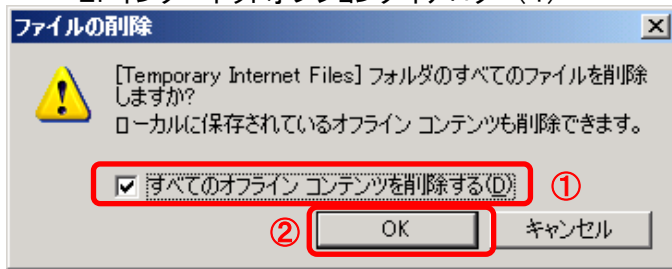 ファイルの削除
[Temporary Internet Files] フォルダのすべてのファイルを削除
しますか?
ローカルに保存されているオフライン コンテンツも削除できます。
すべてのオフライン コンテンツを削除する(D) ①
② OK キャンセル